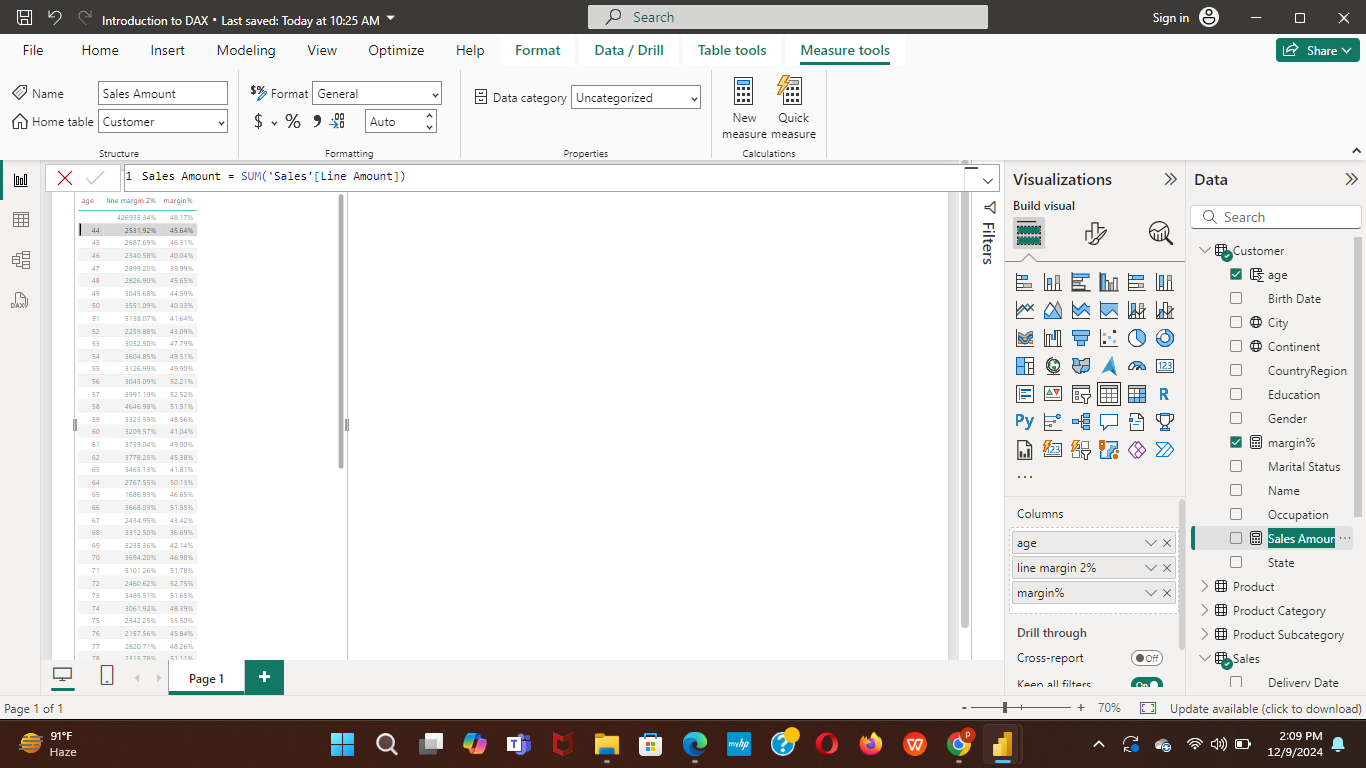 Introduction to DAX • Last saved: Today at 10:25 AM
Search
Sign in
File Home Insert Modeling View Optimize Help Format Data / Drill Table tools Measure tools
Share
Name Sales Amount
Home table Customer
Structure
Format General
$ % Auto
Formatting
Data category Uncategorized
Properties
New measure
Quick measure
Calculations
1 Sales Amount = SUM('Sales'[Line Amount])
age line margin 2% margin%
426935.34% 48.17%
44 2531.92% 45.64%
45 2687.69% 46.31%
46 2340.58% 40.04%
47 2899.20% 39.99%
48 2826.90% 45.65%
49 3045.68% 44.59%
50 3551.09% 40.33%
51 3138.07% 41.64%
52 2259.88% 43.09%
53 3052.50% 47.79%
54 3604.85% 49.51%
55 3126.99% 49.90%
56 3045.09% 52.21%
57 3991.19% 52.52%
58 4646.98% 51.51%
59 3323.59% 48.56%
60 3209.57% 41.04%
61 3739.04% 49.00%
62 3778.25% 45.38%
63 3465.13% 41.81%
64 2767.55% 50.13%
65 1686.93% 46.65%
66 3668.03% 51.55%
67 2434.95% 43.42%
68 3312.50% 36.69%
69 3235.36% 42.14%
70 3694.20% 46.98%
71 5101.26% 51.78%
72 2460.62% 52.75%
73 3489.51% 51.65%
74 3061.92% 48.39%
75 2342.25% 55.50%
76 2157.56% 45.84%
77 2820.71% 48.26%
78 2315.78% 51.11%
Filters
Visualizations
Build visual
123
R
Py
123
...
Columns
age
line margin 2%
margin%
Drill through
Cross-report Off
Keep all filters On
Data
Search
Customer
age
Birth Date
City
Continent
CountryRegion
Education
Gender
margin%
Marital Status
Name
Occupation
Sales Amour
State
Product
Product Category
Product Subcategory
Sales
Delivery Date
DAX
Page 1
+
Page 1 of 1
- + 70%
Update available (click to download)
91°F
Haze
myhp
W
P
2:09 PM
12/9/2024